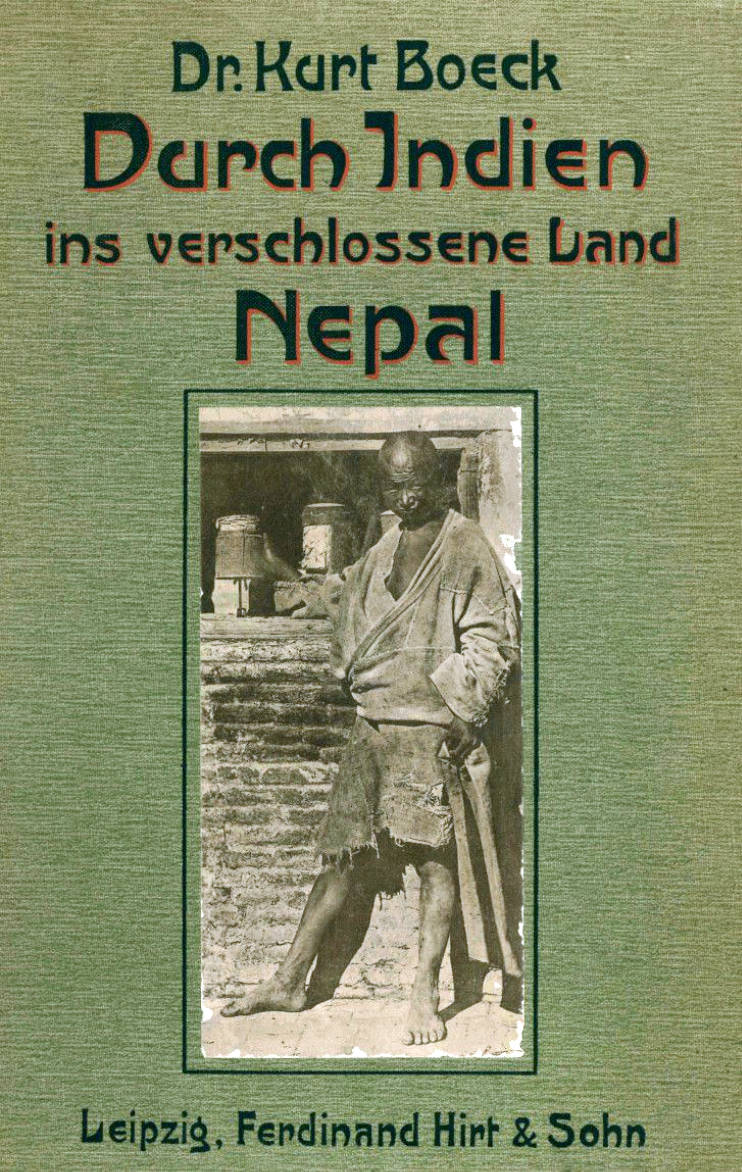 Dr. Kurt Boeck
Durch Indien
ins verschlossene Land
Nepal
Leipzig, Ferdinand Hirt & Sohn